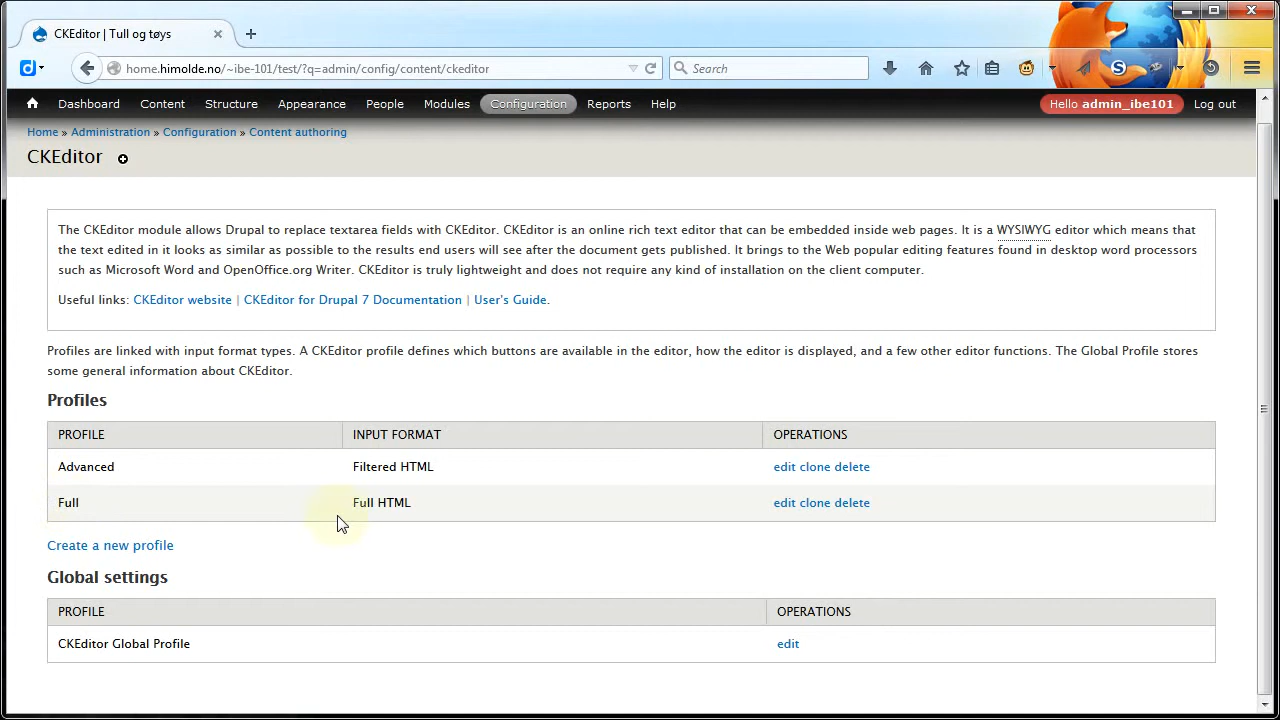 CKEditor | Tull og tøys
home.himolde.no/~ibe-101/test/?q=admin/config/content/ckeditor
Search
Dashboard Content Structure Appearance People Modules Configuration Reports Help Hello admin_ibe101 Log out
Home » Administration » Configuration » Content authoring
CKEditor
The CKEditor module allows Drupal to replace textarea fields with CKEditor. CKEditor is an online rich text editor that can be embedded inside web pages. It is a WYSIWYG editor which means that
the text edited in it looks as similar as possible to the results end users will see after the document gets published. It brings to the Web popular editing features found in desktop word processors
such as Microsoft Word and OpenOffice.org Writer. CKEditor is truly lightweight and does not require any kind of installation on the client computer.
Useful links: CKEditor website | CKEditor for Drupal 7 Documentation | User's Guide.
Profiles are linked with input format types. A CKEditor profile defines which buttons are available in the editor, how the editor is displayed, and a few other editor functions. The Global Profile stores
some general information about CKEditor.
Profiles
PROFILE INPUT FORMAT OPERATIONS
Advanced Filtered HTML edit clone delete
Full Full HTML edit clone delete
Create a new profile
Global settings
PROFILE OPERATIONS
CKEditor Global Profile edit